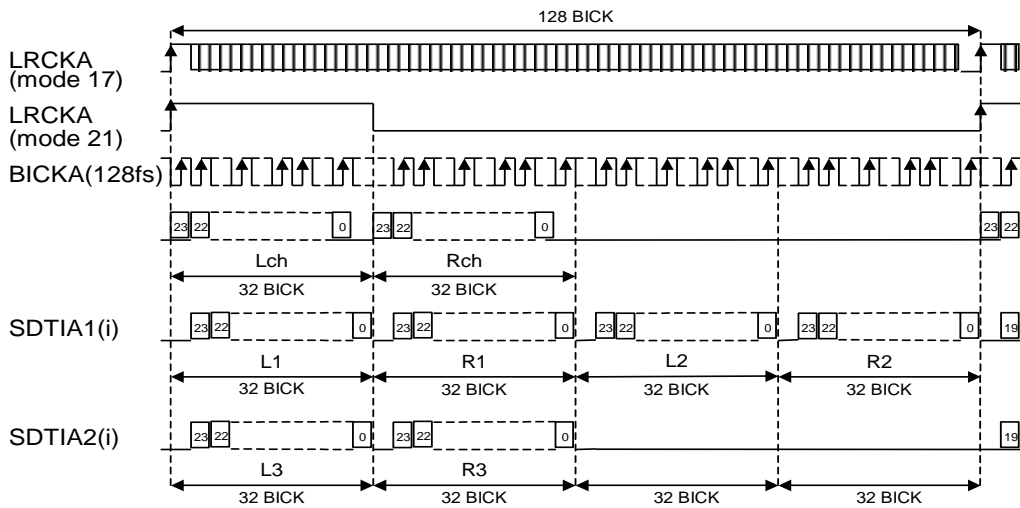 128 BICK
LRCKA
(mode 17)
LRCKA
(mode 21)
BICKA(128fs)
23 22 0 23 22 0 23 22
Lch Rch
32 BICK 32 BICK
SDTIA1(i) 23 22 0 23 22 0 23 22 0 23 22 0 19
L1 R1 L2 R2
32 BICK 32 BICK 32 BICK 32 BICK
SDTIA2(i) 23 22 0 23 22 0 19
L3 R3
32 BICK 32 BICK 32 BICK 32 BICK